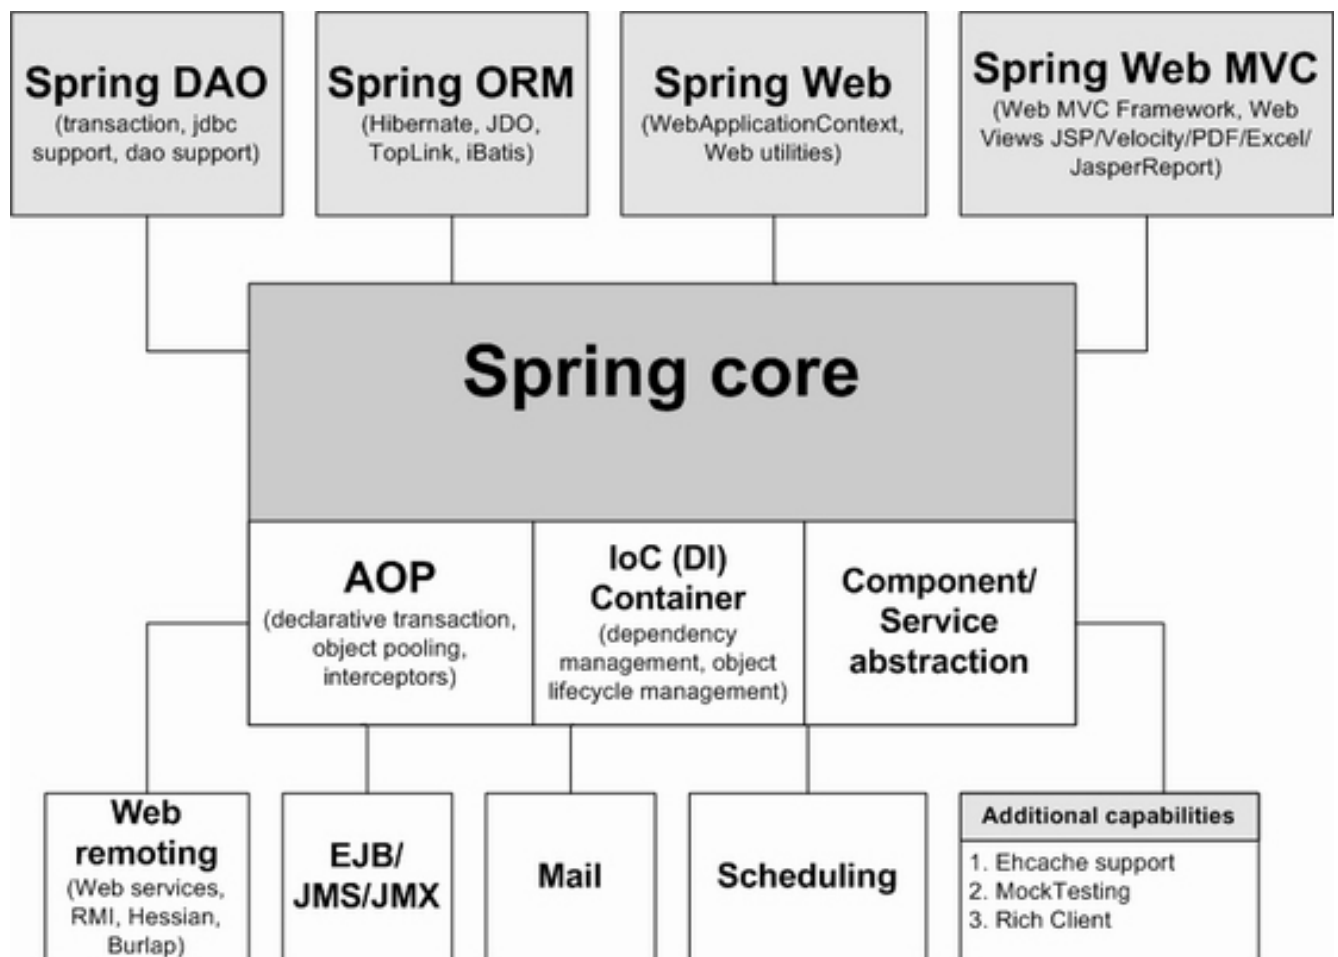 Spring DAO
(transaction, jdbc
support, dao support)
Spring ORM
(Hibernate, JDO,
TopLink, iBatis)
Spring Web
(WebApplicationContext,
Web utilities)
Spring Web MVC
(Web MVC Framework, Web
Views JSP/Velocity/PDF/Excel/
JasperReport)
Spring core
AOP
(declarative transaction,
object pooling,
interceptors)
IoC (DI)
Container
(dependency
management, object
lifecycle management)
Component/
Service
abstraction
Web
remoting
(Web services,
RMI, Hessian,
Burlap)
EJB/
JMS/JMX
Mail
Scheduling
Additional capabilities
1. Ehcache support
2. MockTesting
3. Rich Client